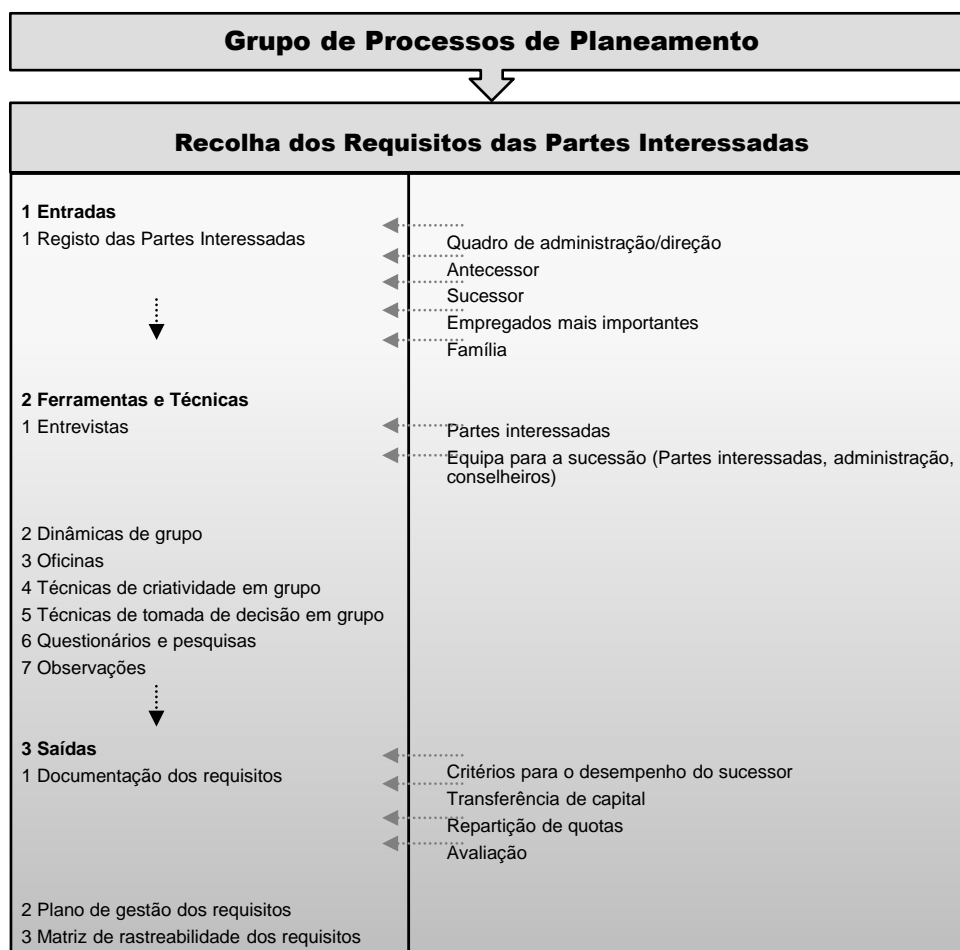 Grupo de Processos de Planeamento
Recolha dos Requisitos das Partes Interessadas
1 Entradas
1 Registo das Partes Interessadas
Quadro de administração/direção
Antecessor
Sucessor
Empregados mais importantes
Família
2 Ferramentas e Técnicas
1 Entrevistas
Partes interessadas
Equipa para a sucessão (Partes interessadas, administração,
conselheiros)
2 Dinâmicas de grupo
3 Oficinas
4 Técnicas de criatividade em grupo
5 Técnicas de tomada de decisão em grupo
6 Questionários e pesquisas
7 Observações
3 Saídas
1 Documentação dos requisitos
Critérios para o desempenho do sucessor
Transferência de capital
Repartição de quotas
Avaliação
2 Plano de gestão dos requisitos
3 Matriz de rastreabilidade dos requisitos